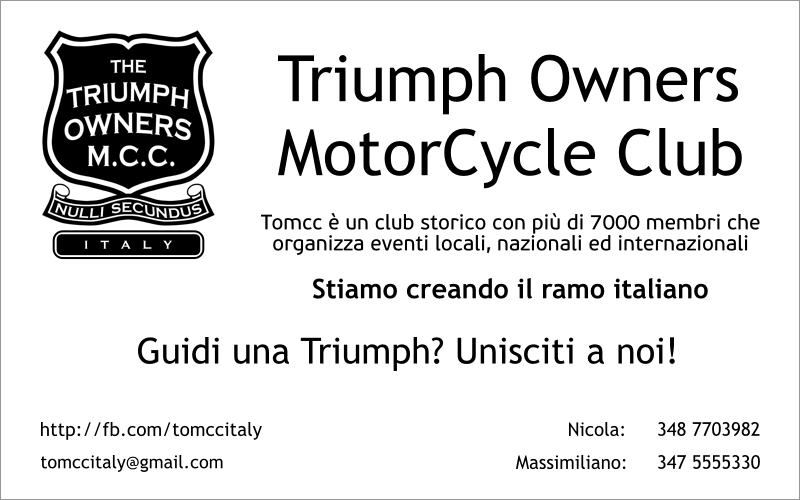 THE
TRIUMPH
OWNERS
M.C.C.
NULLI SECUNDUS
ITALY
Triumph Owners
MotorCycle Club
Tomcc è un club storico con più di 7000 membri che
organizza eventi locali, nazionali ed internazionali
Stiamo creando il ramo italiano
Guidi una Triumph? Unisciti a noi!
http://fb.com/tomccitaly
tomccitaly@gmail.com
Nicola: 348 7703982
Massimiliano: 347 5555330